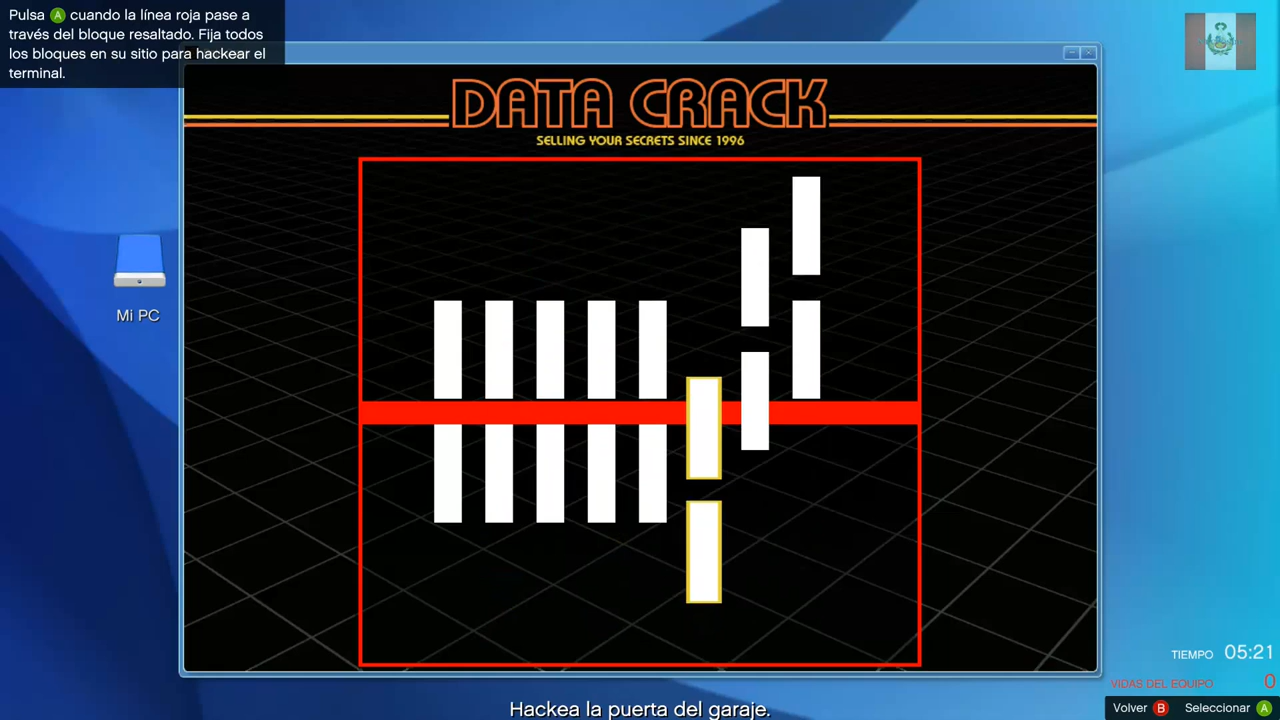 Pulsa A cuando la línea roja pase a
través del bloque resaltado. Fija todos
los bloques en su sitio para hackear el
terminal.
DATA CRACK
SELLING YOUR SECRETS SINCE 1996
Mi PC
TIEMPO 05:21
VIDAS DEL EQUIPO 0
Volver B Seleccionar A
Hackea la puerta del garaje.